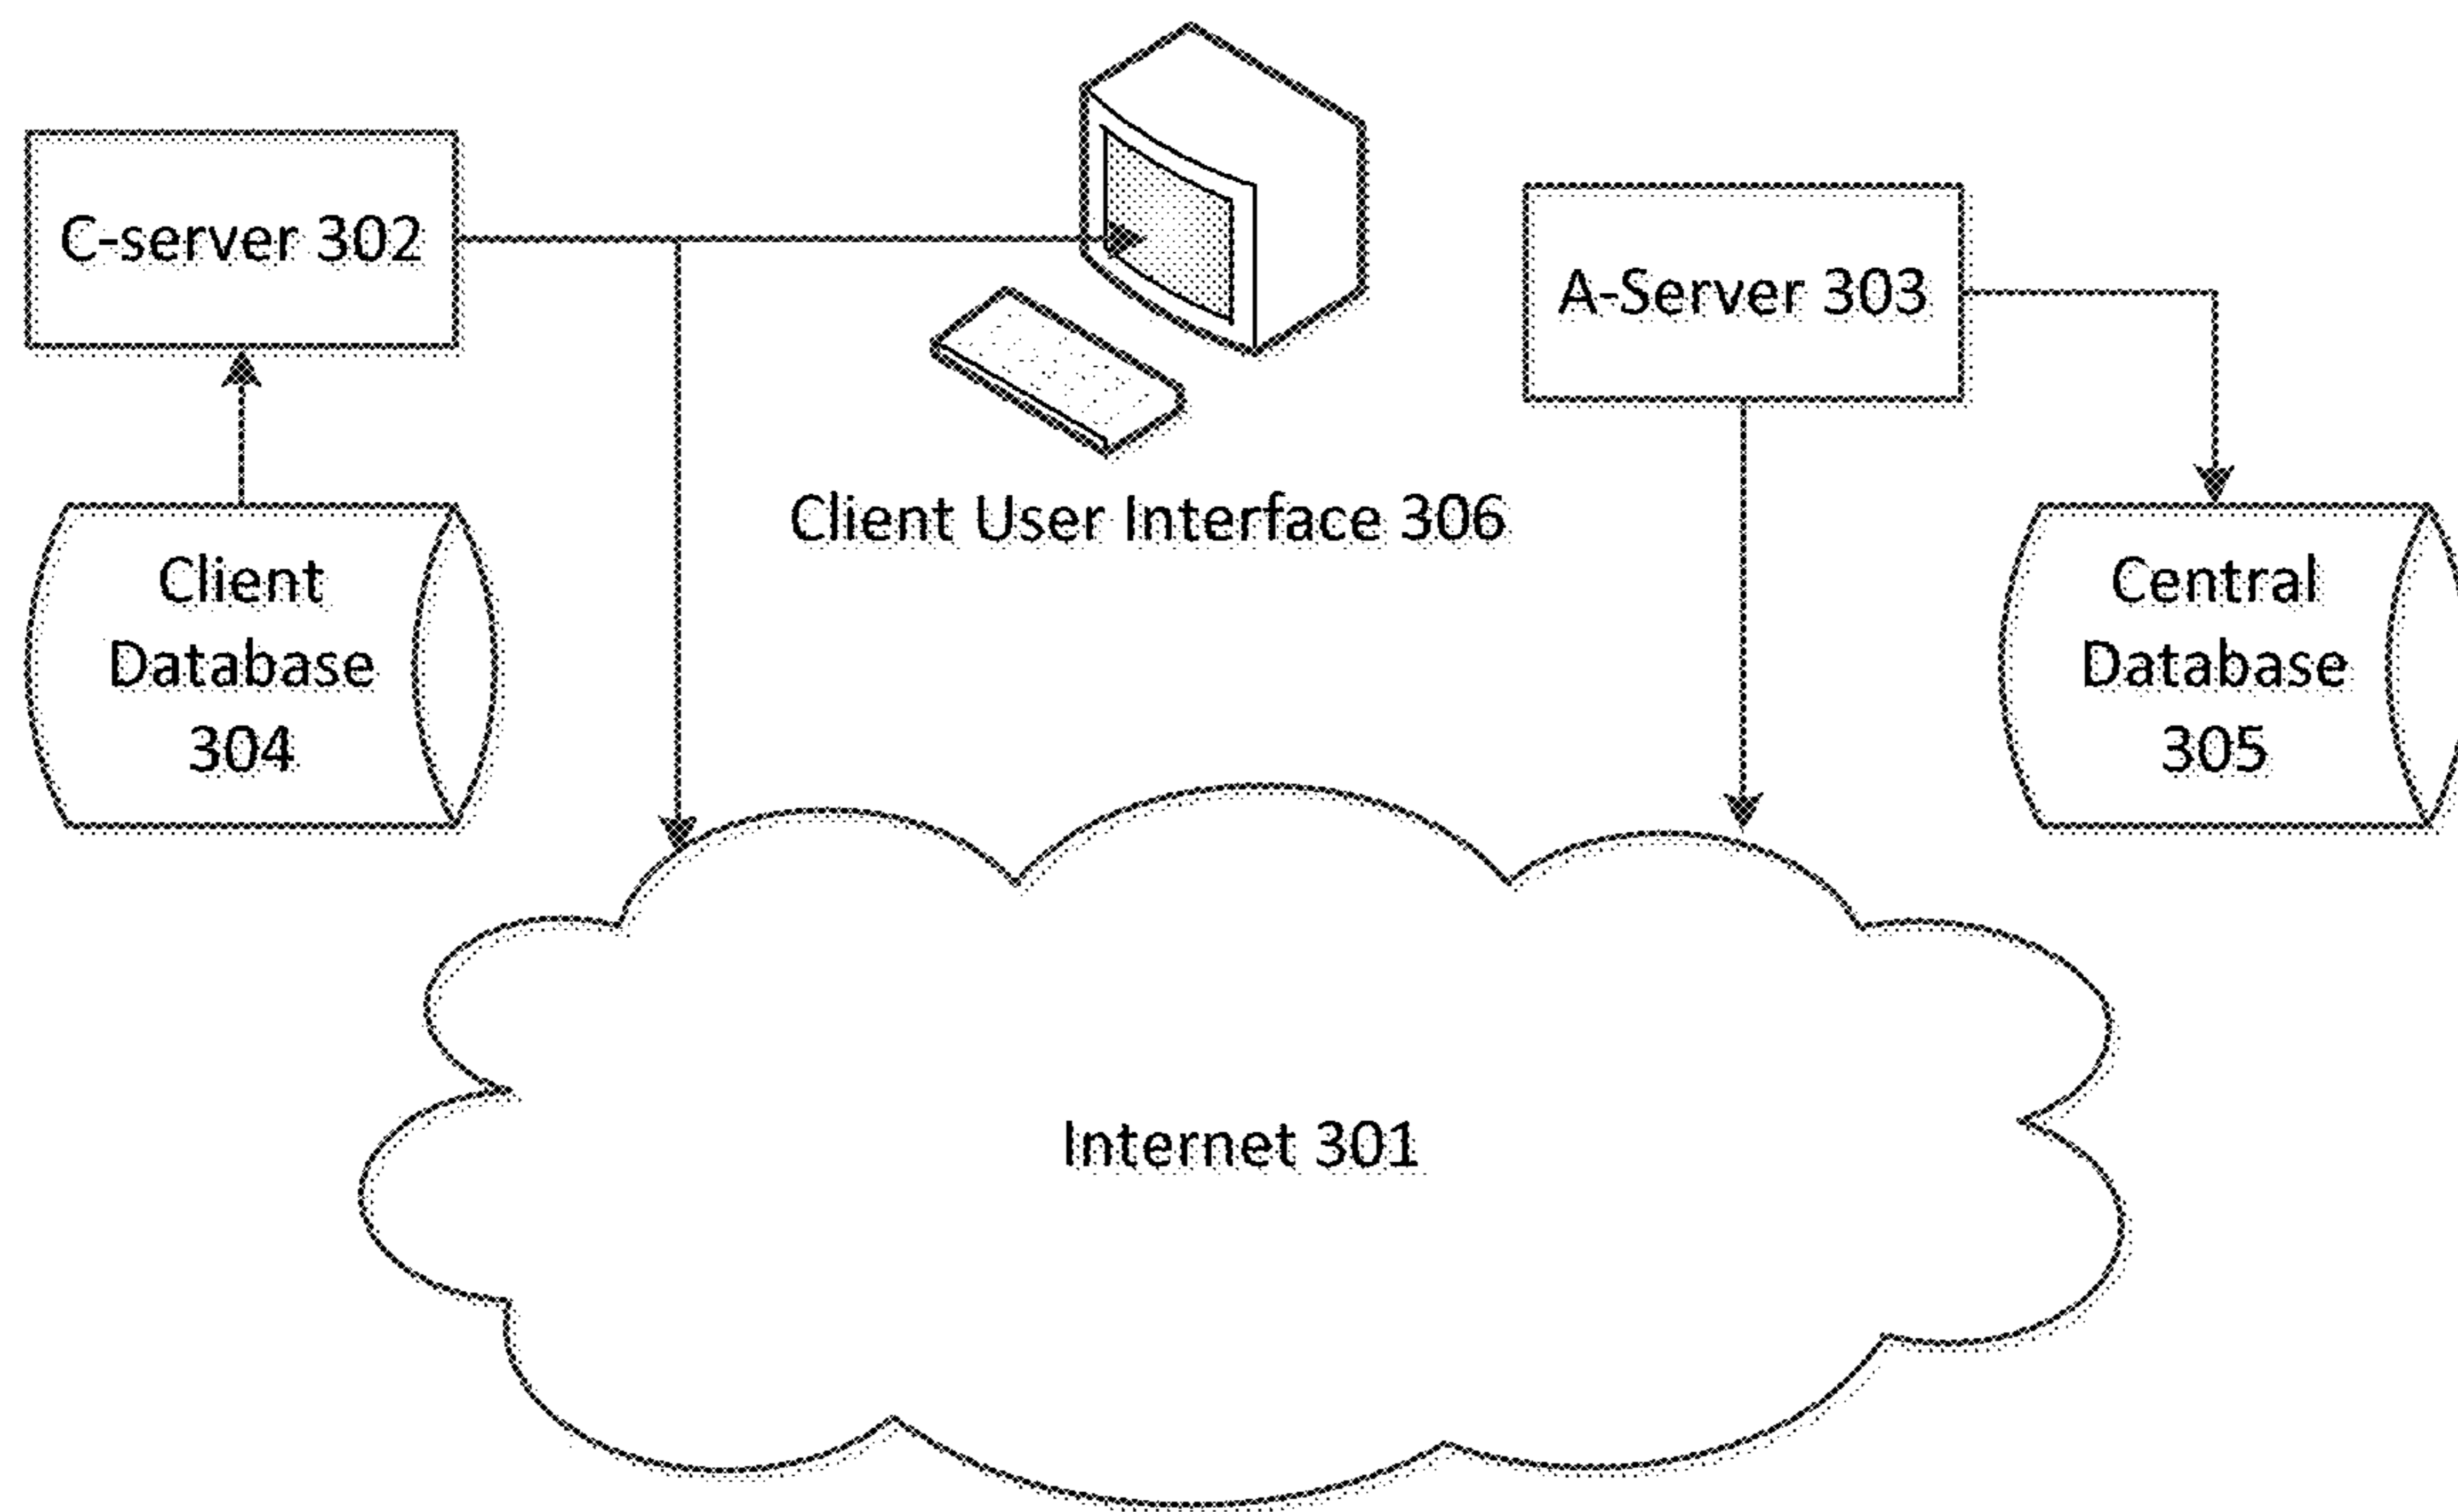 C-server 302
A-Server 303
Client User Interface 306
Client
Database
304
Central
Database
305
Internet 301